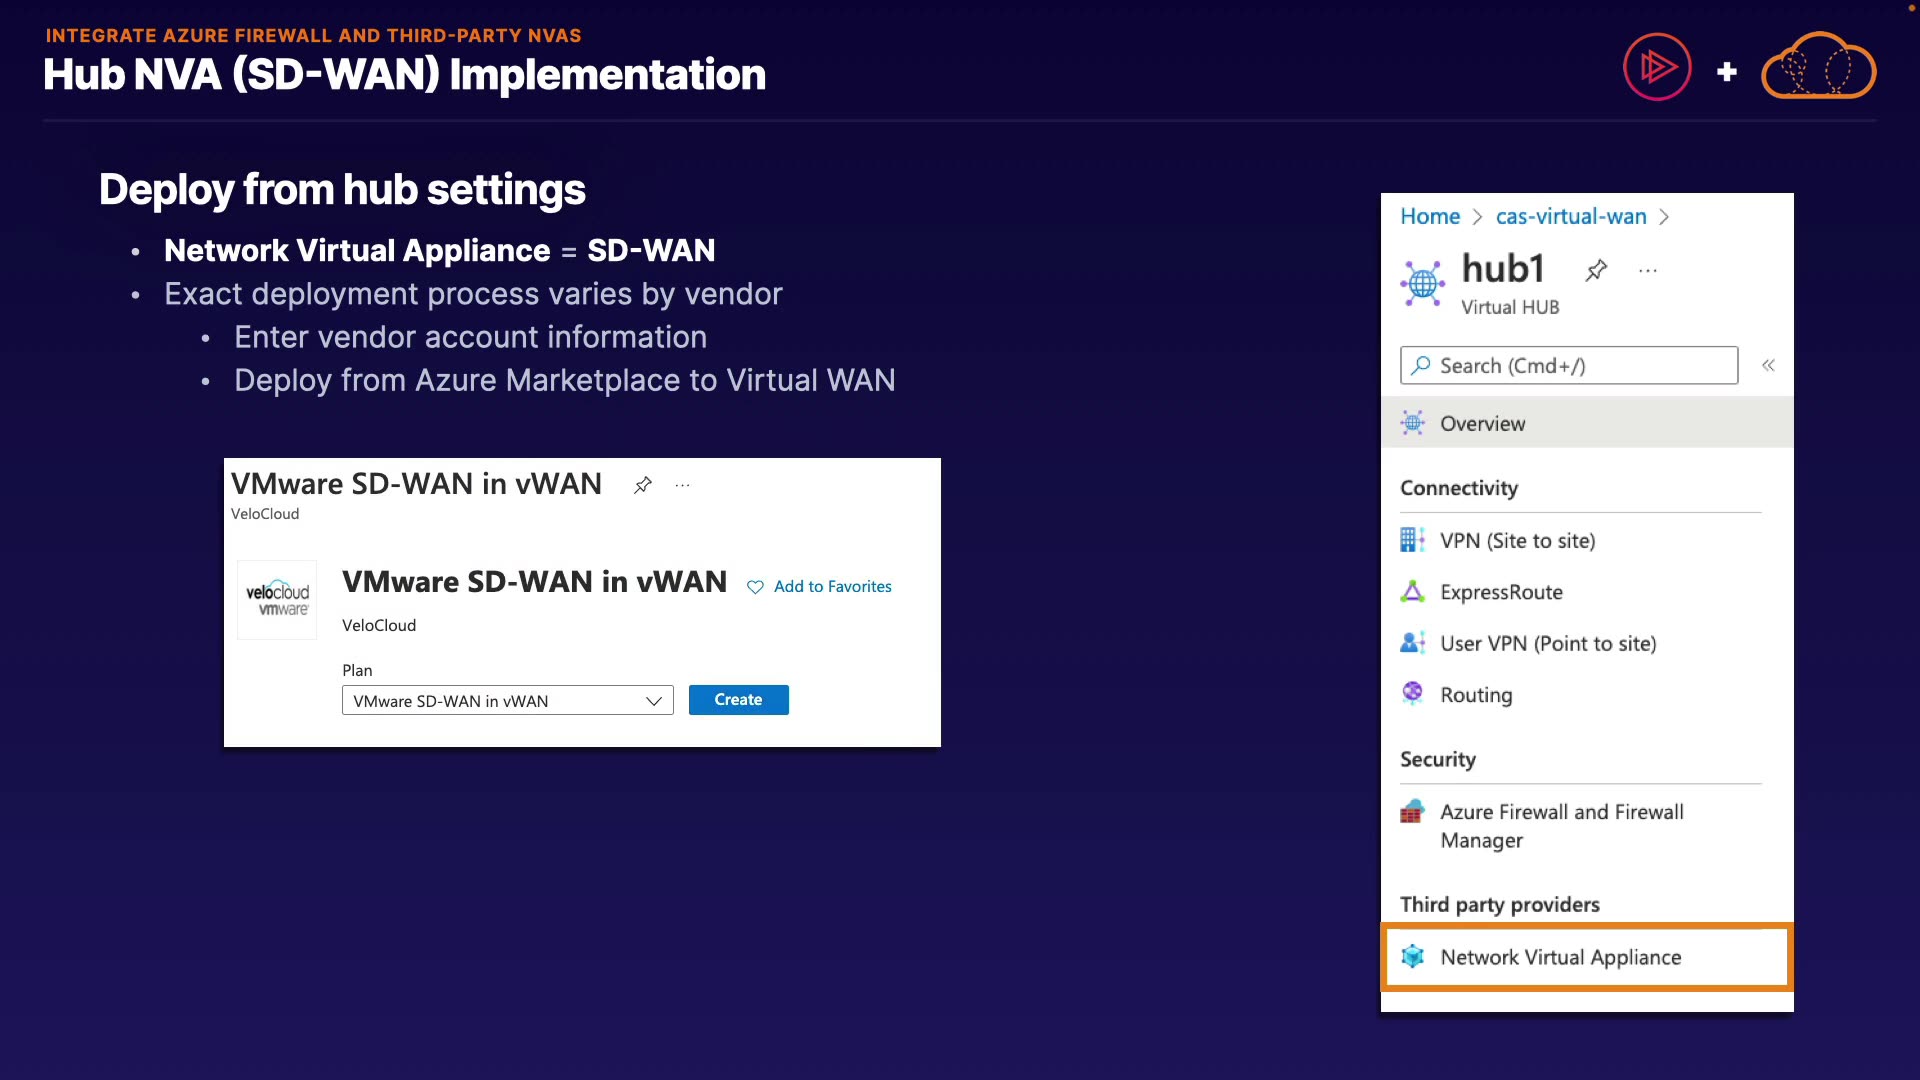 INTEGRATE AZURE FIREWALL AND THIRD-PARTY NVAS
Hub NVA (SD-WAN) Implementation
Deploy from hub settings
• Network Virtual Appliance = SD-WAN
• Exact deployment process varies by vendor
• Enter vendor account information
• Deploy from Azure Marketplace to Virtual WAN
VMware SD-WAN in vWAN ...
VeloCloud
velocloud
vmware®
VMware SD-WAN in vWAN Add to Favorites
VeloCloud
Plan
VMware SD-WAN in vWAN Create
Home > cas-virtual-wan >
hub1 ...
Virtual HUB
Search (Cmd+/) «
Overview
Connectivity
VPN (Site to site)
ExpressRoute
User VPN (Point to site)
Routing
Security
Azure Firewall and Firewall
Manager
Third party providers
Network Virtual Appliance